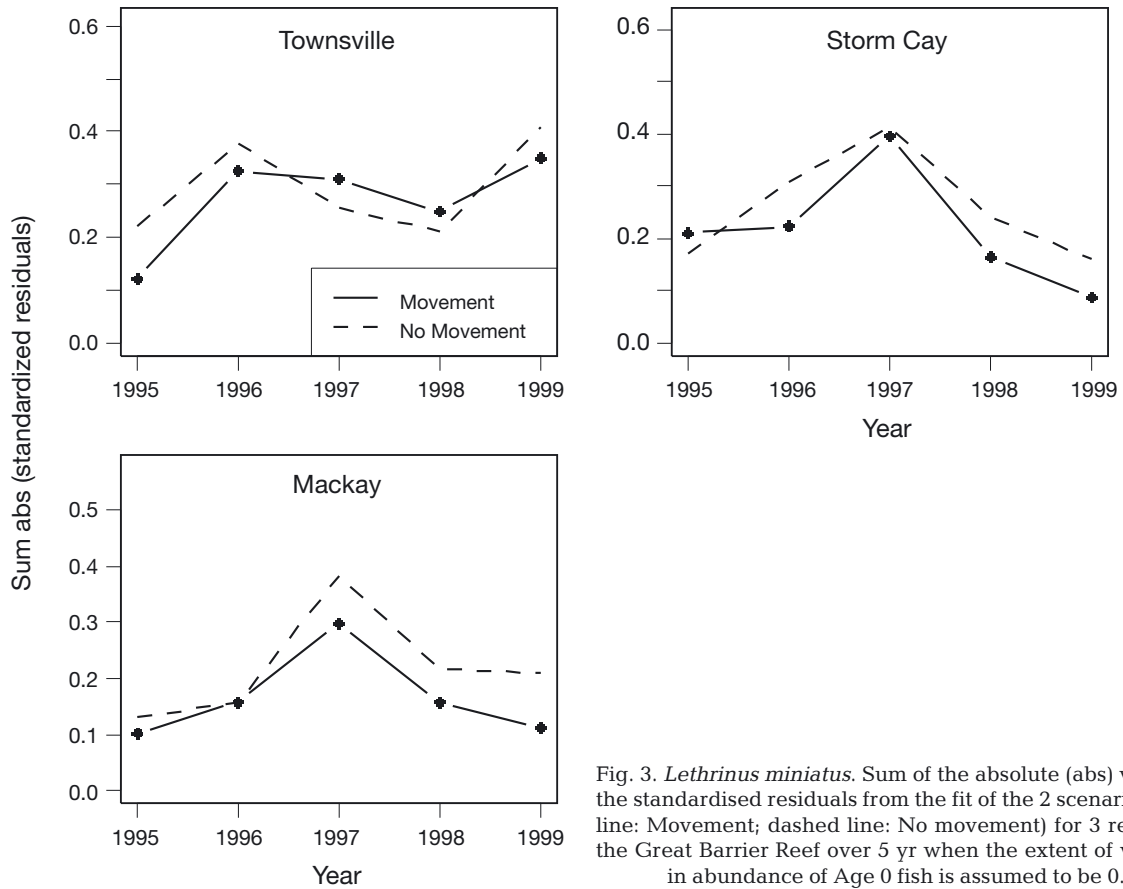 Sum abs (standardized residuals)
Townsville
0.6
0.4
0.2
0.0
Movement
No Movement
1995 1996 1997 1998 1999
Storm Cay
0.6
0.4
0.2
0.0
1995 1996 1997 1998 1999
Year
Mackay
0.5
0.4
0.3
0.2
0.1
0.0
1995 1996 1997 1998 1999
Year
Fig. 3. Lethrinus miniatus. Sum of the absolute (abs)
the standardised residuals from the fit of the 2
line: Movement; dashed line: No movement) for 3
the Great Barrier Reef over 5 yr when the extent of
in abundance of Age 0 fish is assumed to be 0.